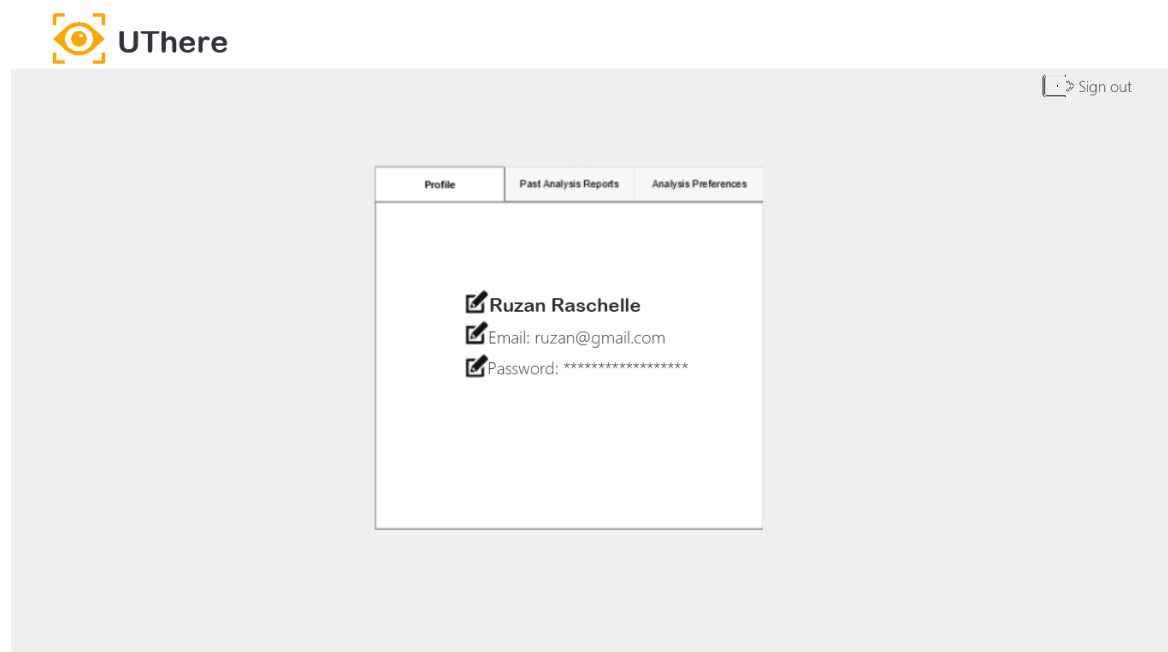 UThere
Sign out
Profile Past Analysis Reports Analysis Preferences
Ruzan Raschelle
Email: ruzan@gmail.com
Password: ******************